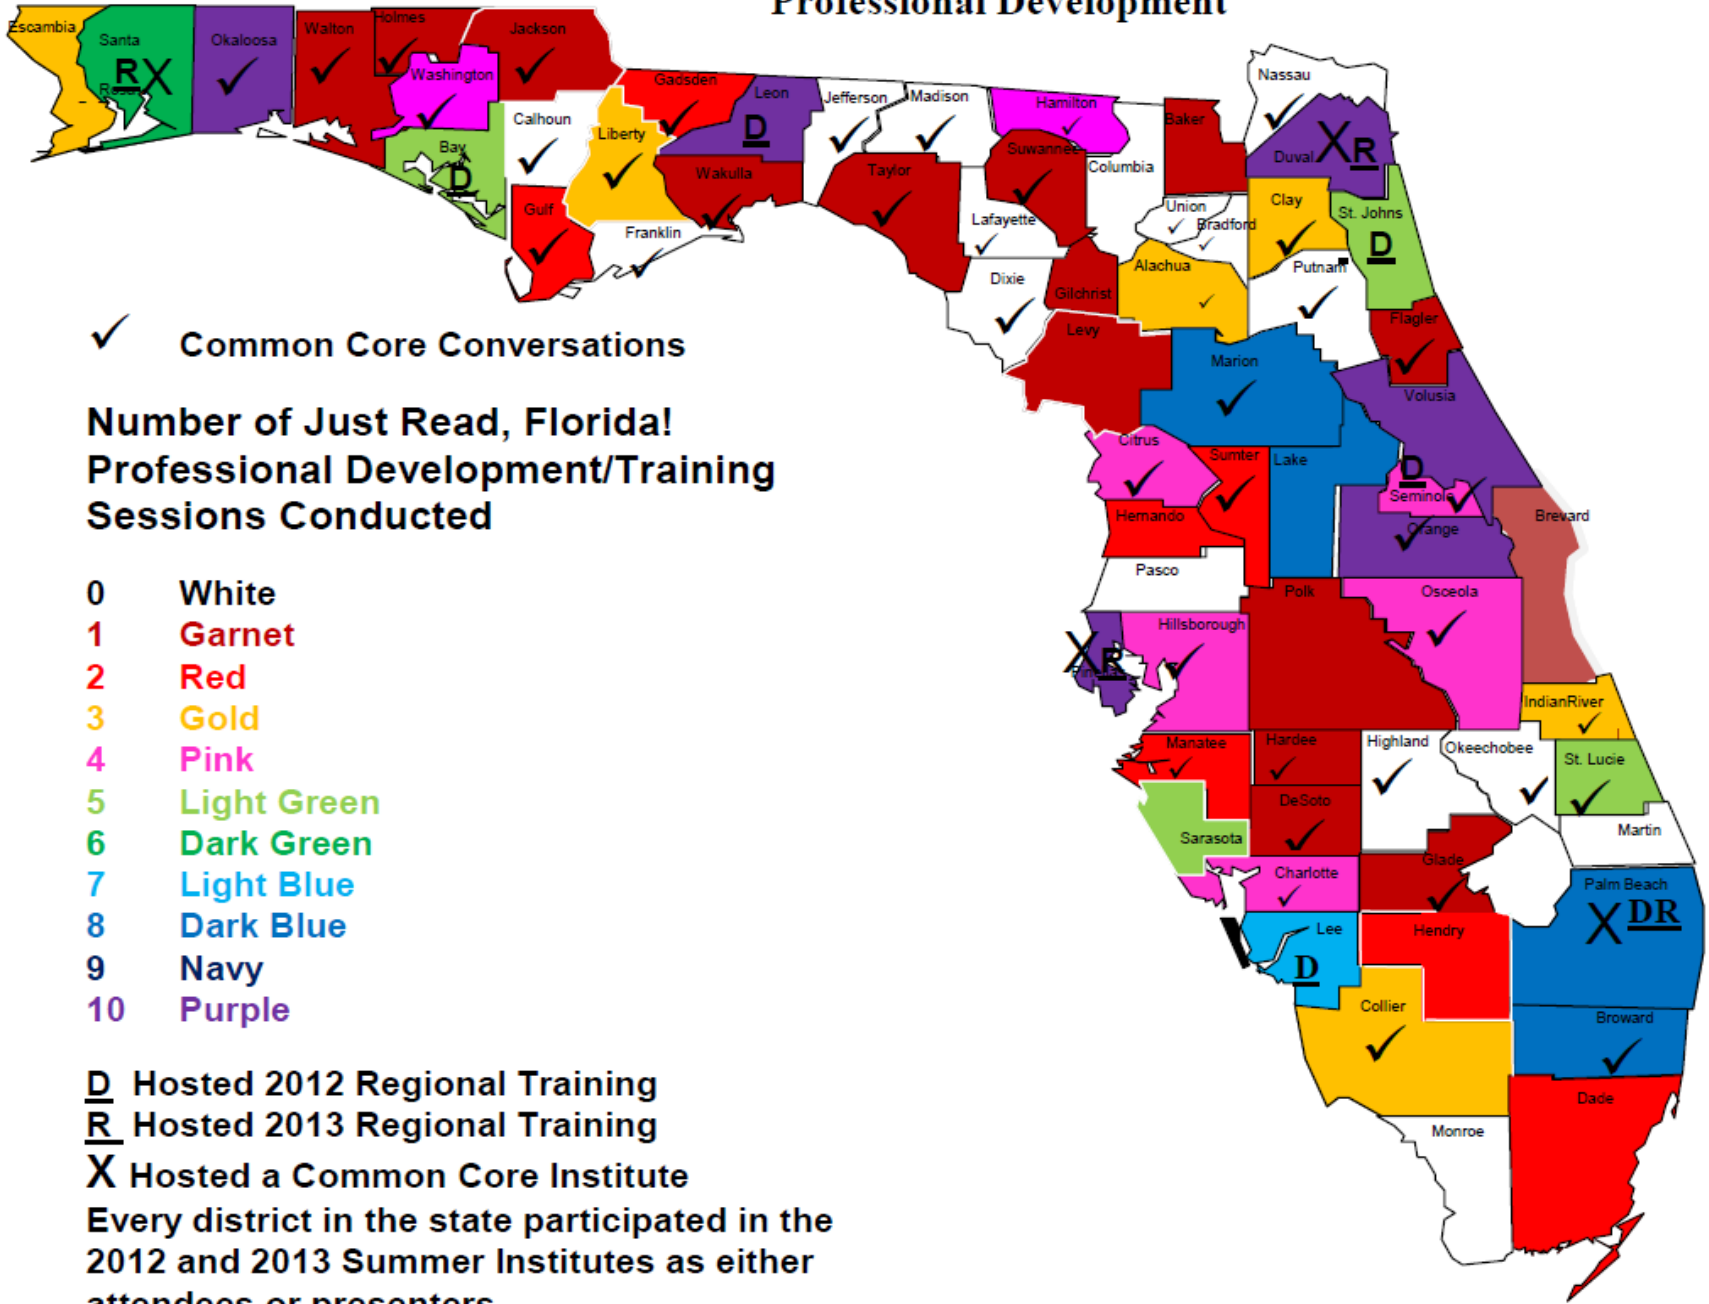 Professional Development
Escambia
Santa
Rosa
R X
Okaloosa
Walton
Holmes
Washington
Jackson
Bay
D
Calhoun
Gulf
Liberty
Franklin
Gadsden
Leon
D
Wakulla
Jefferson
Madison
Taylor
Hamilton
Suwannee
Lafayette
Dixie
Columbia
Baker
Nassau
Duval
X R
Union
Bradford
Clay
St. Johns
D
Putnam
Alachua
Gilchrist
Levy
Marion
Flagler
Volusia
Citrus
Sumter
Lake
D
Seminole
Orange
Brevard
Hernando
Pasco
Polk
Osceola
Hillsborough
X R
IndianRiver
Manatee
Hardee
Highland
Okeechobee
St. Lucie
DeSoto
Martin
Sarasota
Charlotte
Glade
Palm Beach
X DR
Lee
D
Hendry
Collier
Broward
Dade
Monroe
✓ Common Core Conversations
Number of Just Read, Florida!
Professional Development/Training
Sessions Conducted
0 White
1 Garnet
2 Red
3 Gold
4 Pink
5 Light Green
6 Dark Green
7 Light Blue
8 Dark Blue
9 Navy
10 Purple
D Hosted 2012 Regional Training
R Hosted 2013 Regional Training
X Hosted a Common Core Institute
Every district in the state participated in the
2012 and 2013 Summer Institutes as either
attendees or presenters